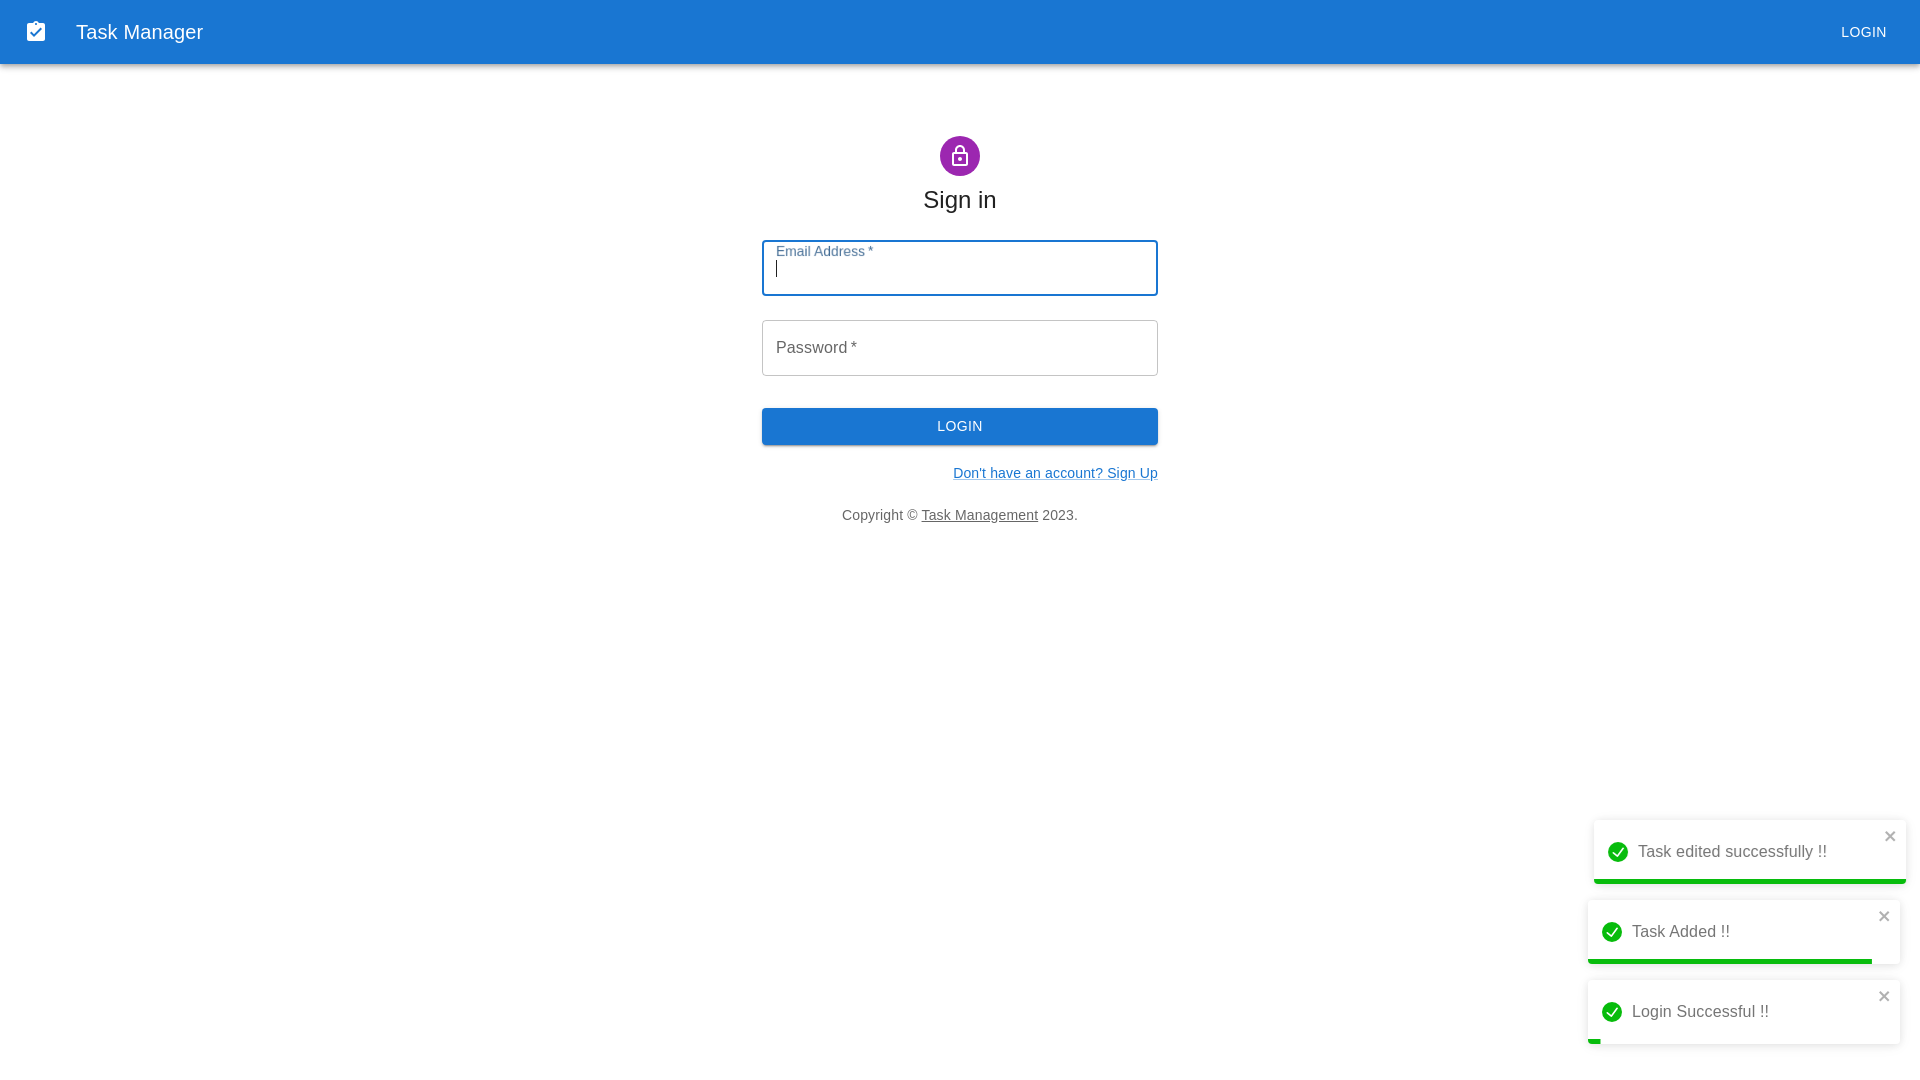 Task Manager
LOGIN
Sign in
Email Address *
Password *
LOGIN
Don't have an account? Sign Up
Copyright © Task Management 2023.
Task edited successfully !!
Task Added !!
Login Successful !!